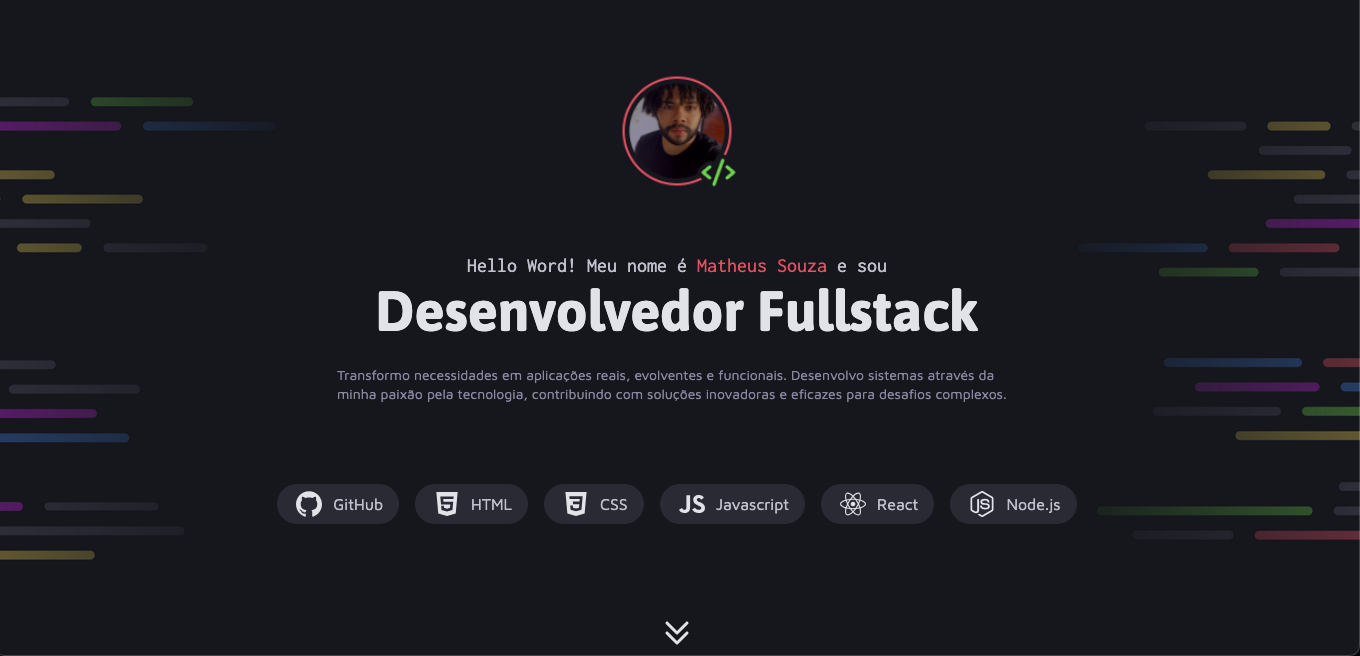 </>
Hello Word! Meu nome é Matheus Souza e sou
Desenvolvedor Fullstack
Transformo necessidades em aplicações reais, evolventes e funcionais. Desenvolvo sistemas através da
minha paixão pela tecnologia, contribuindo com soluções inovadoras e eficazes para desafios complexos.
GitHub HTML CSS JS Javascript React JS Node.js